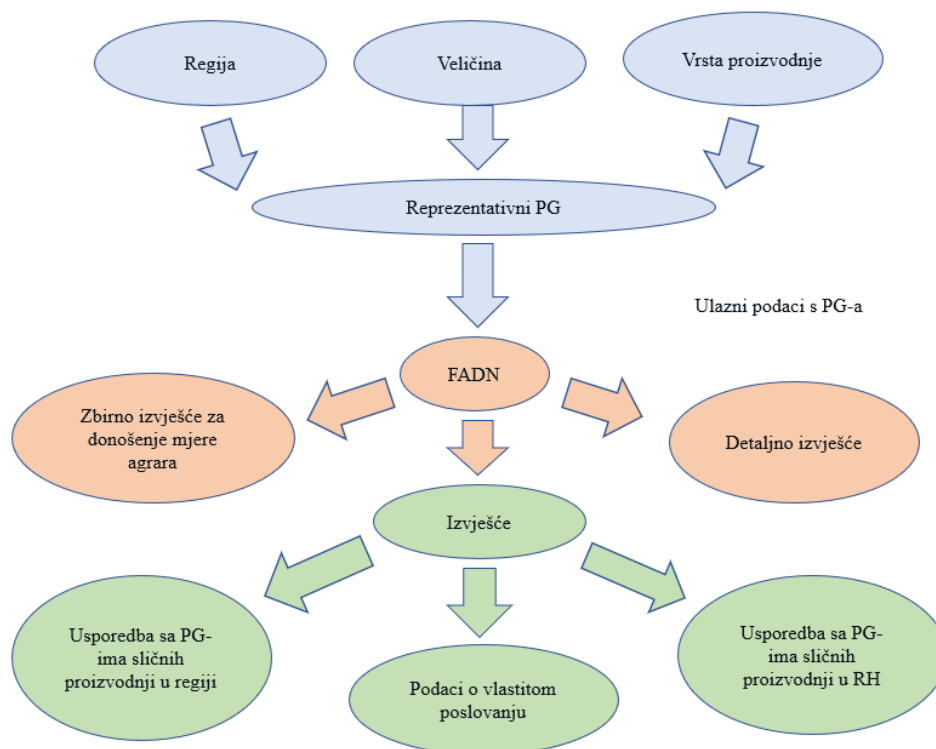 Regija
Veličina
Vrsta proizvodnje
Reprezentativni PG
Ulazni podaci s PG-a
FADN
Zbirno izvješće za
donošenje mjere
agrara
Detaljno izvješće
Izvješće
Usporedba sa PG-
ima sličnih
proizvodnji u regiji
Podaci o vlastitom
poslovanju
Usporedba sa PG-
ima sličnih
proizvodnji u RH